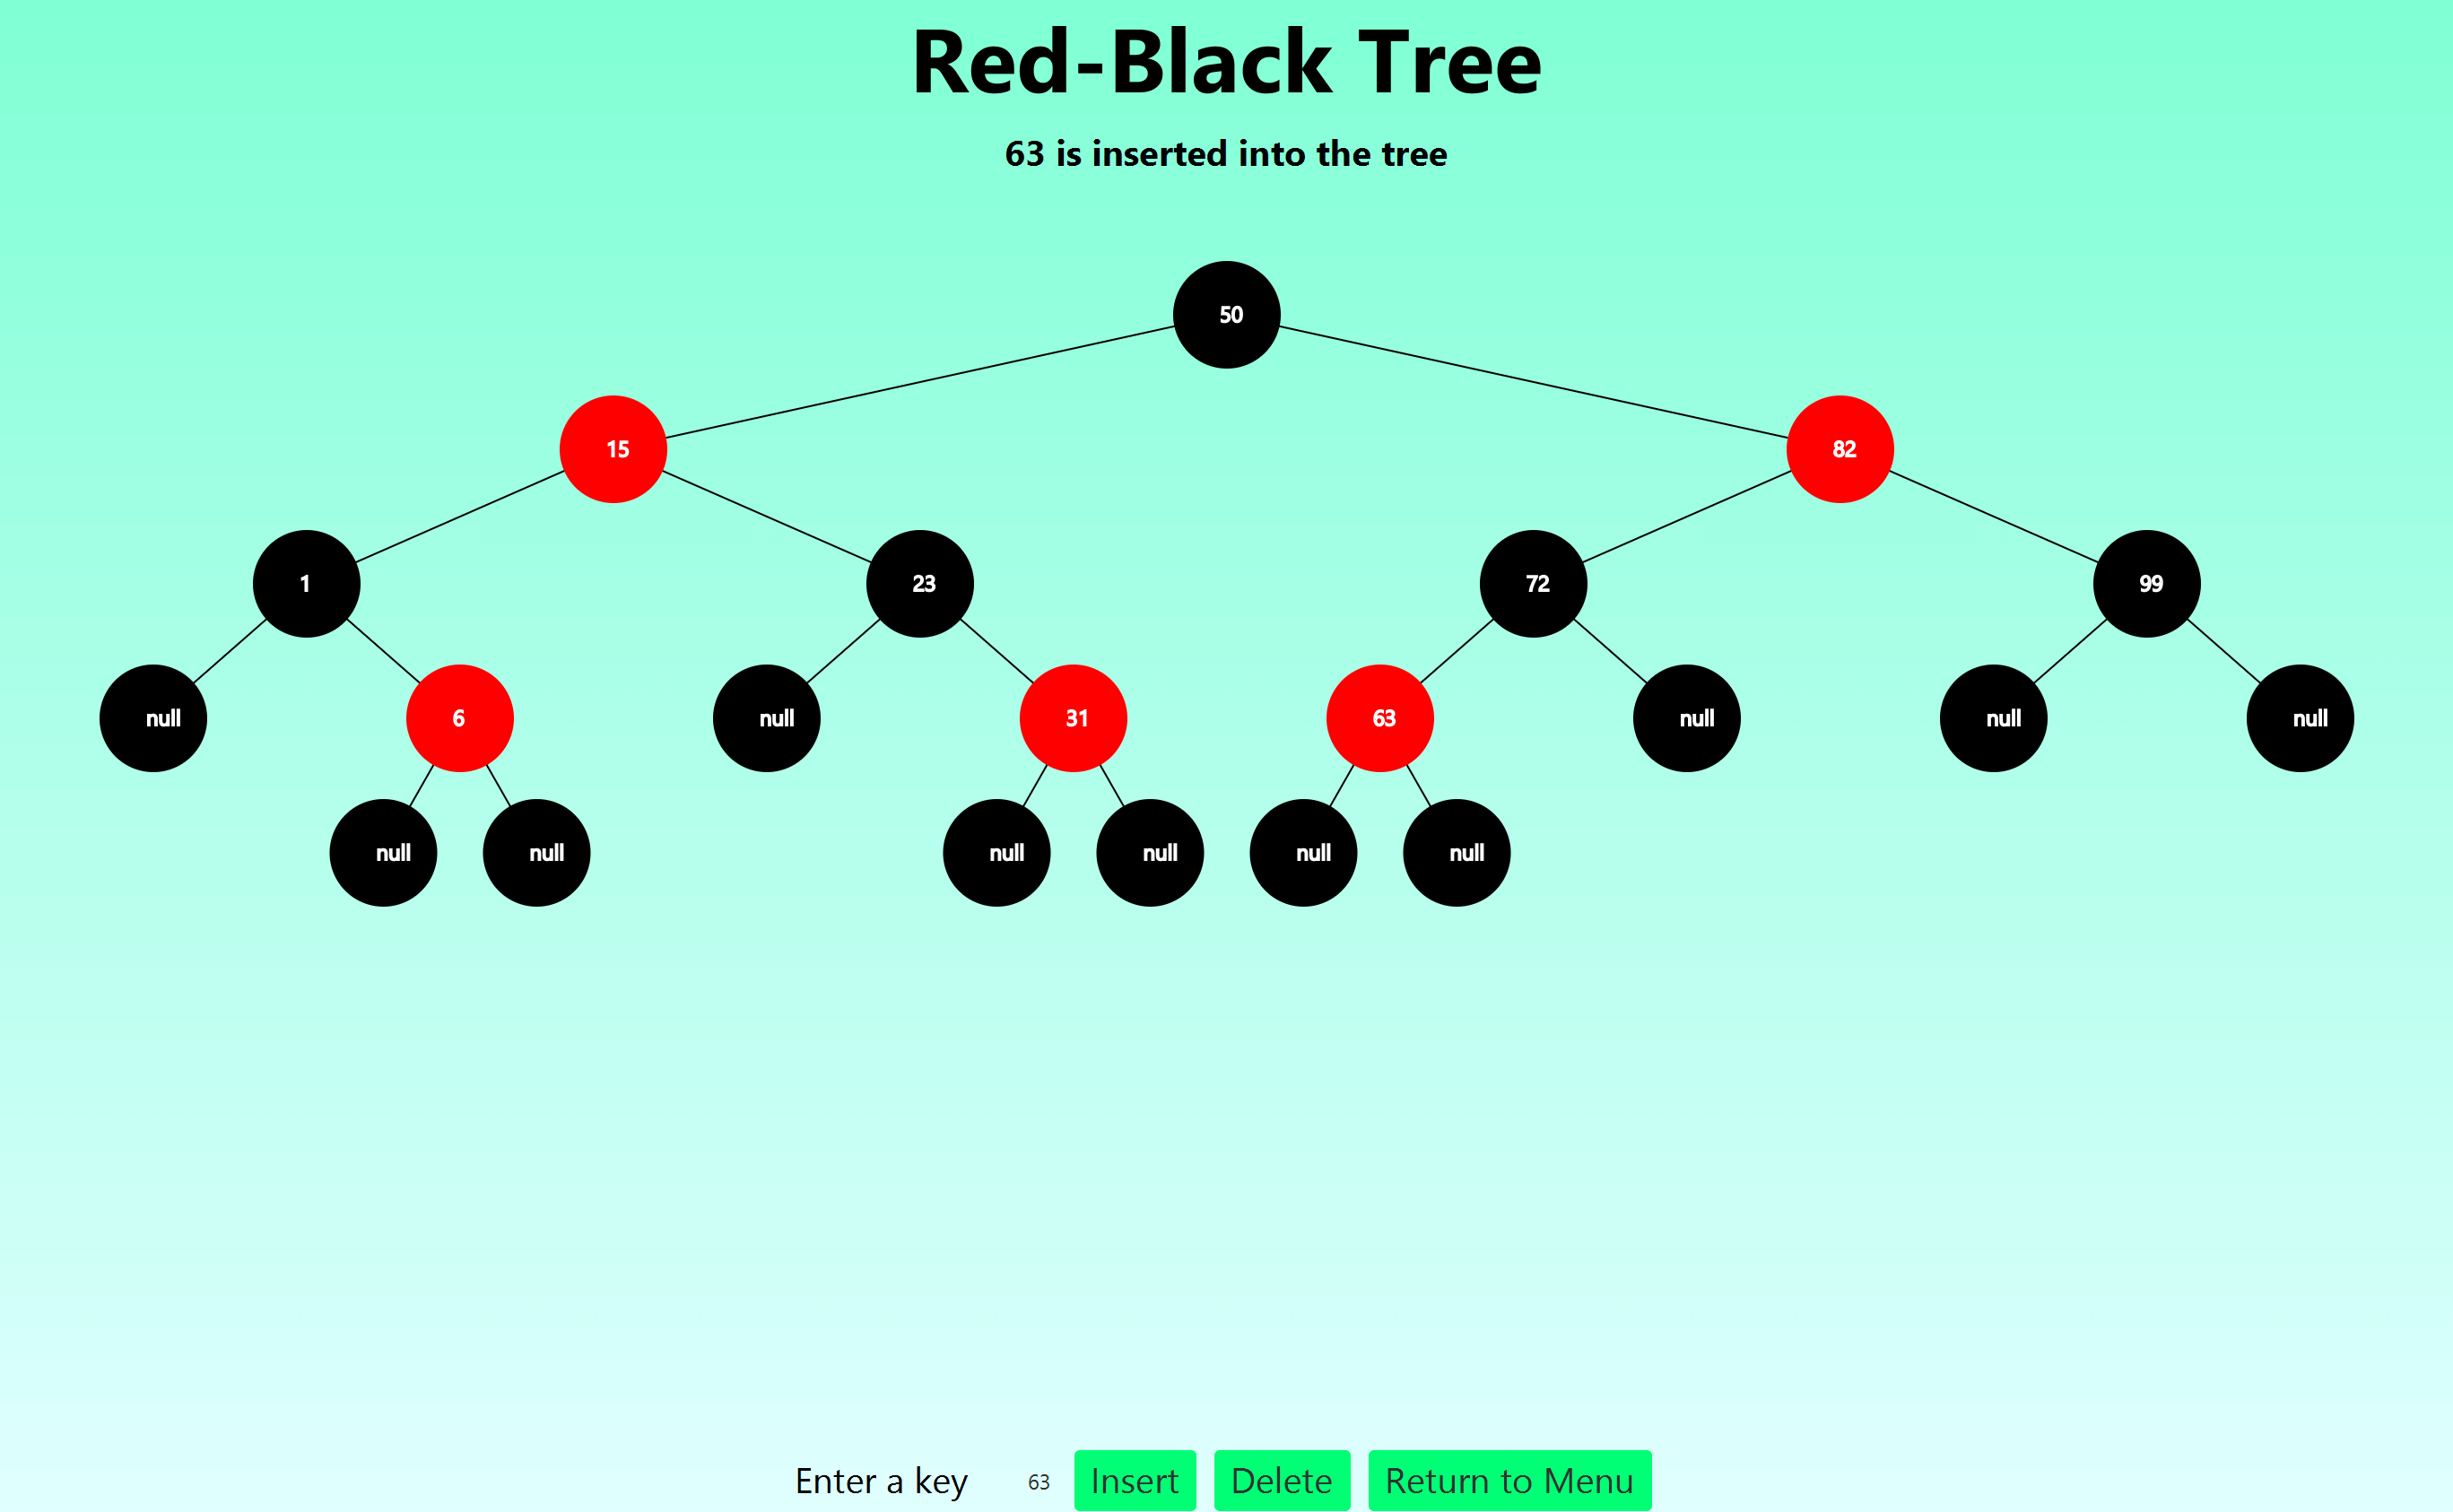 Red-Black Tree
63 is inserted into the tree
50
15 82
1 23 72 99
null 6 null 31 63 null null null
null null null null null null
Enter a key 63 Insert Delete Return to Menu